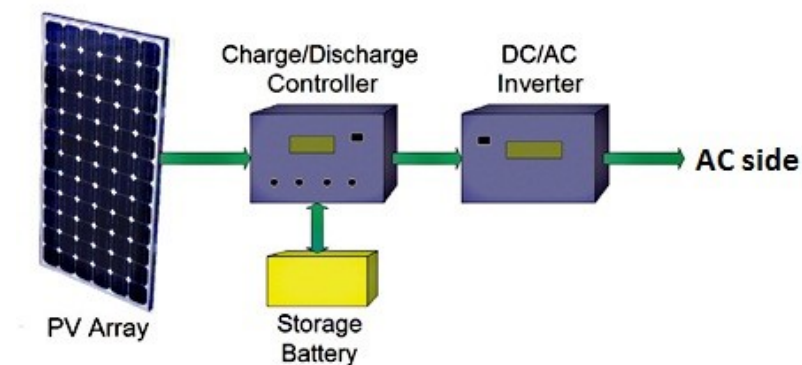 Charge/Discharge
Controller
DC/AC
Inverter
AC side
PV Array
Storage
Battery